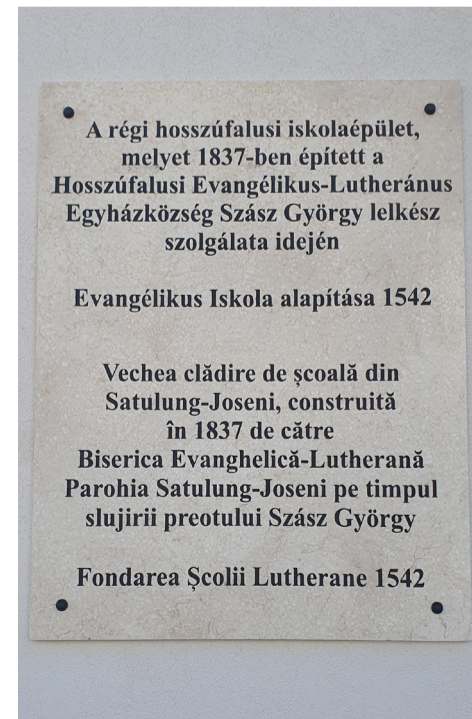 A régi hosszúfalusi iskolaépület,
melyet 1837-ben épített a
Hosszúfalusi Evangélikus-Lutheránus
Egyházközség Szász György lelkész
szolgálata idején
Evangélikus Iskola alapítása 1542
Vechea clădire de școală din
Satulung-Joseni, construită
în 1837 de către
Biserica Evanghelică-Lutherană
Parohia Satulung-Joseni pe timpul
slujirii preotului Szász György
Fondarea Școlii Lutherane 1542